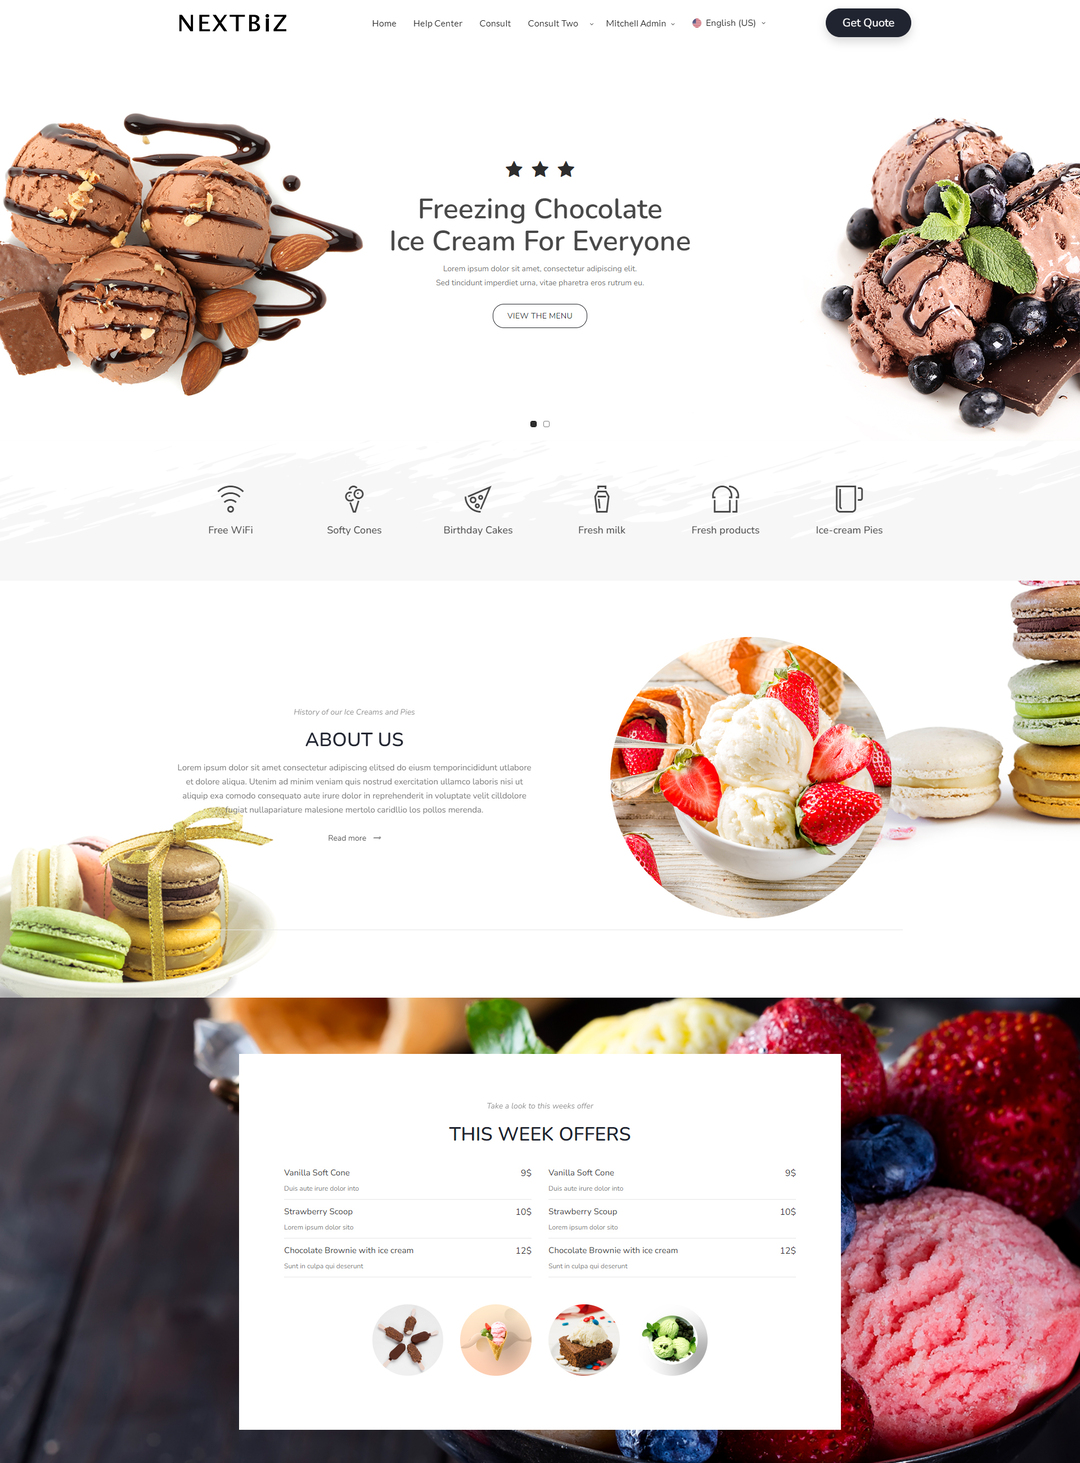 NEXTBiZ
Home Help Center Consult Consult Two Mitchell Admin English (US) Get Quote
Freezing Chocolate
Ice Cream For Everyone
Lorem ipsum dolor sit amet, consectetur adipiscing elit.
Sed tincidunt imperdiet urna, vitae pharetra eros rutrum eu.
VIEW THE MENU
Free WiFi Softy Cones Birthday Cakes Fresh milk Fresh products Ice-cream Pies
History of our Ice Creams and Pies
ABOUT US
Lorem ipsum dolor sit amet consectetur adipiscing elitsed do eiusm temporincididunt utlabore
et dolore aliqua. Utenim ad minim veniam quis nostrud exercitation ullamco laboris nisi ut
aliquip exa comodo consequato aute irure dolor in reprehenderit in voluptate velit cilldolore
fugiat nullapariature malesione mertolo caridllio los pollos merenda.
Read more
Take a look to this weeks offer
THIS WEEK OFFERS
Vanilla Soft Cone 9$ Vanilla Soft Cone 9$
Duis aute irure dolor into Duis aute irure dolor into
Strawberry Scoop 10$ Strawberry Scoup 10$
Lorem ipsum dolor sito Lorem ipsum dolor sito
Chocolate Brownie with ice cream 12$ Chocolate Brownie with ice cream 12$
Sunt in culpa qui deserunt Sunt in culpa qui deserunt